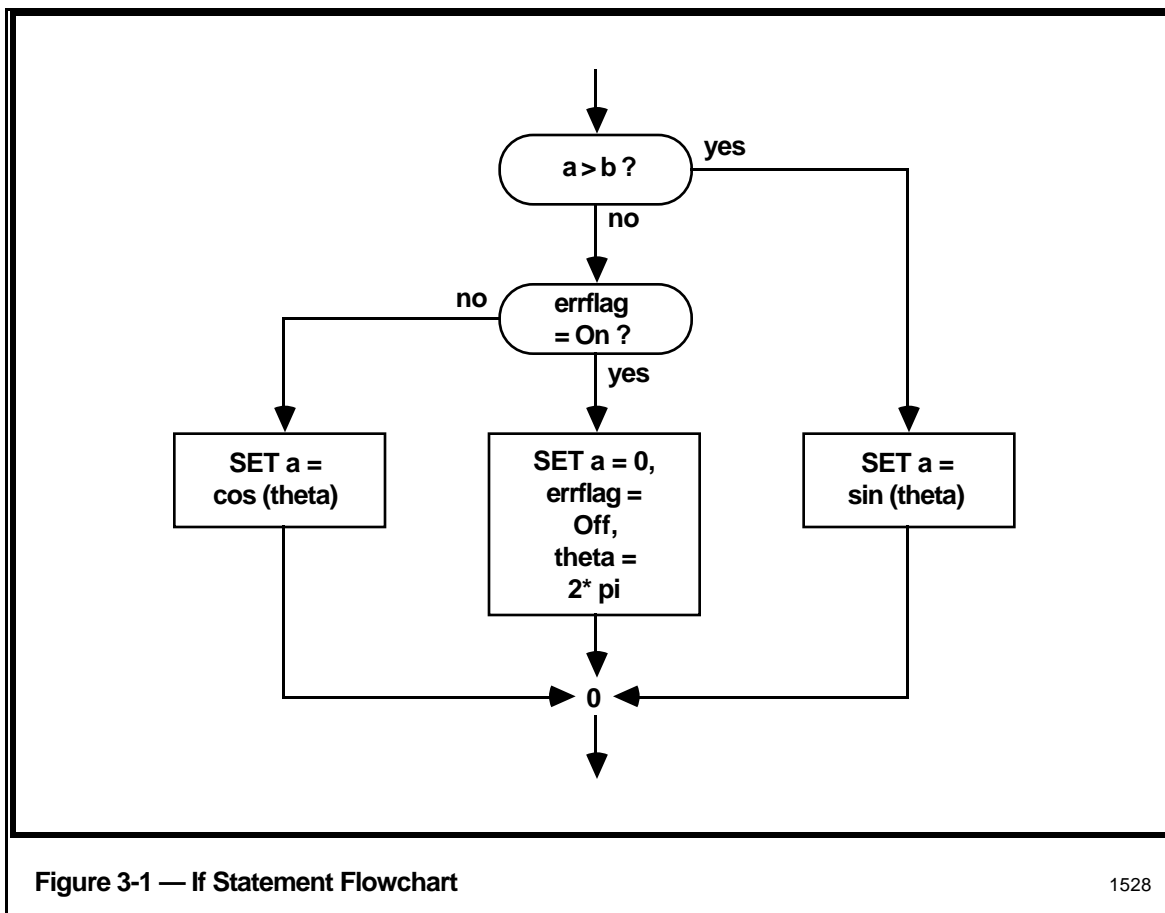 a > b ?
yes
no
no
errflag
= On ?
yes
SET a =
cos (theta)
SET a = 0,
errflag =
Off,
theta =
2* pi
SET a =
sin (theta)
0
Figure 3-1 — If Statement Flowchart
1528